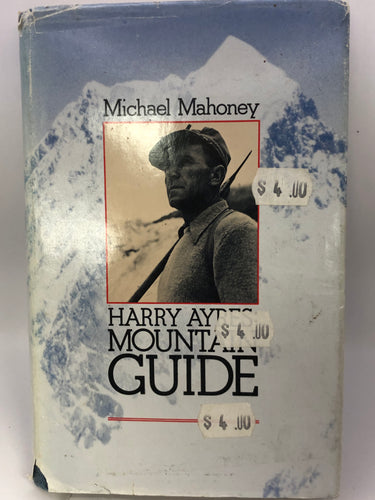 Michael Mahoney
$ 4 .00
HARRY AYRES
$ 4 .00
MOUNTAIN
GUIDE
$ 4 .00